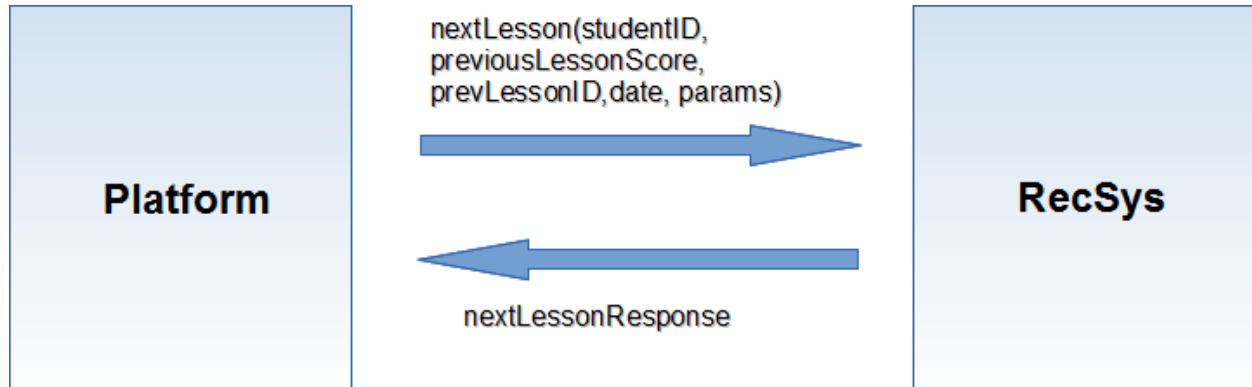 nextLesson(studentID,
previousLessonScore,
prevLessonID,date, params)
Platform
RecSys
nextLessonResponse